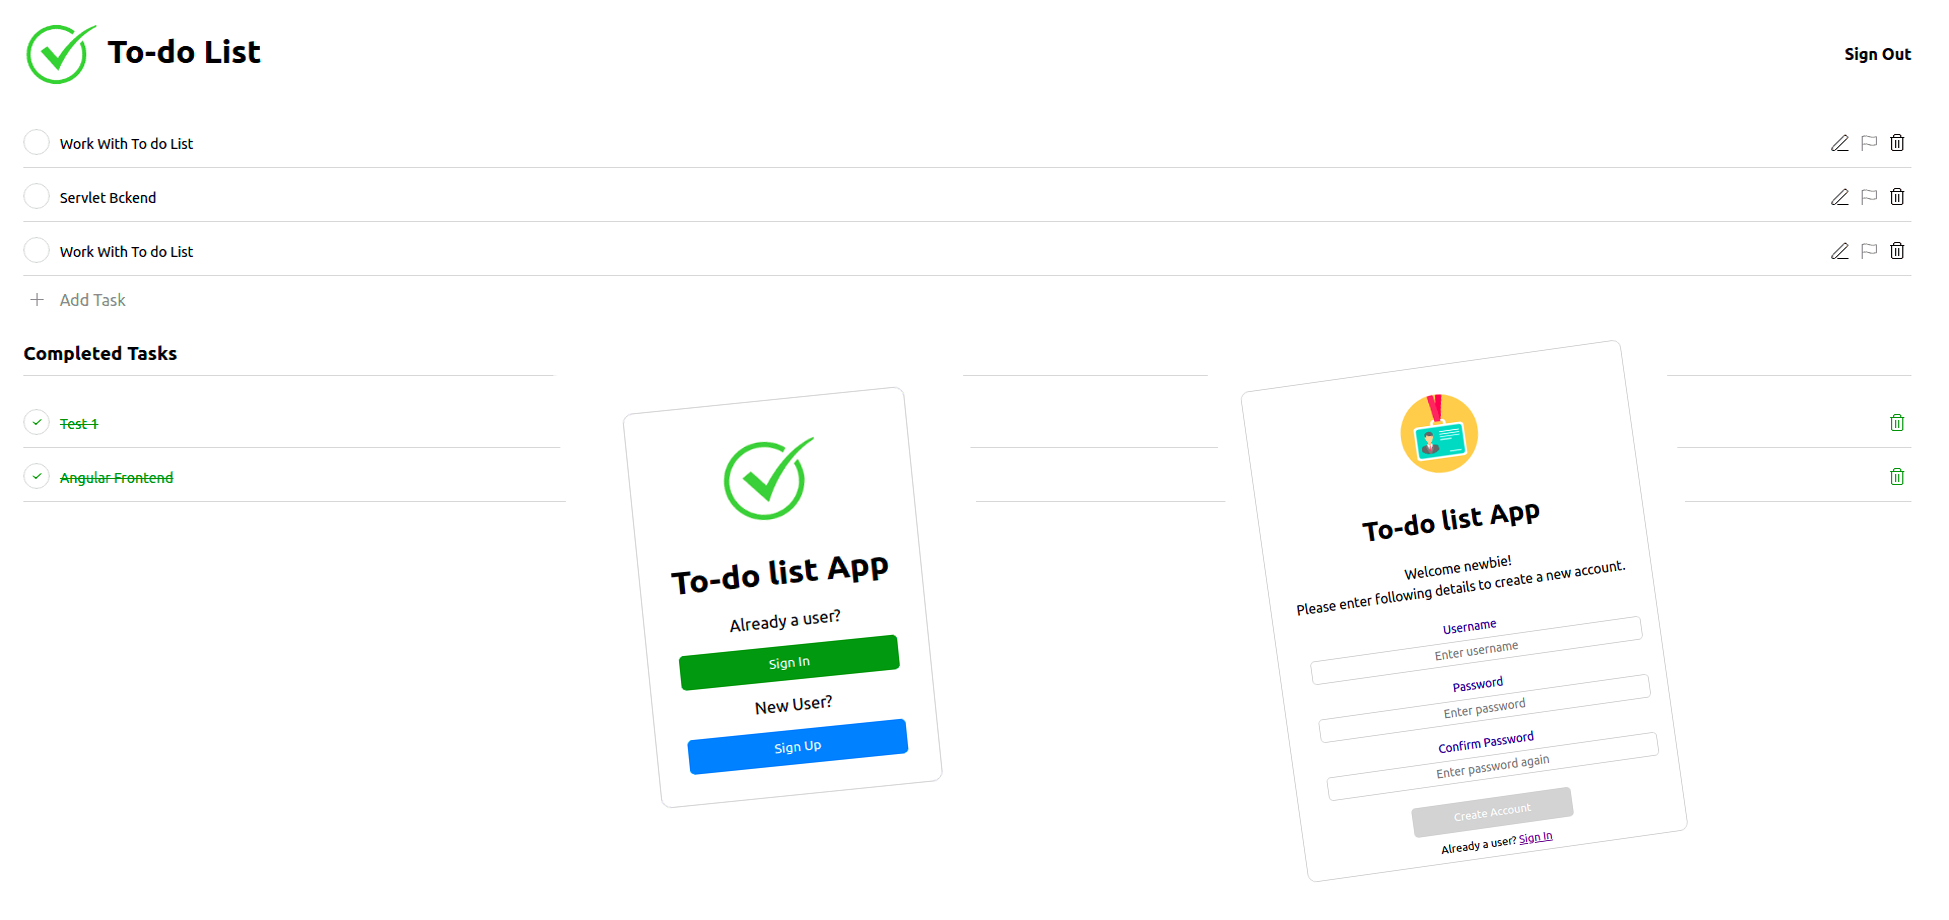 To-do List
Sign Out
Work With To do List
Servlet Bckend
Work With To do List
Add Task
Completed Tasks
Test 1
Angular Frontend
To-do list App
Already a user?
Sign In
New User?
Sign Up
To-do list App
Welcome newbie!
Please enter following details to create a new account.
Username
Enter username
Password
Enter password
Confirm Password
Enter password again
Create Account
Already a user? Sign In